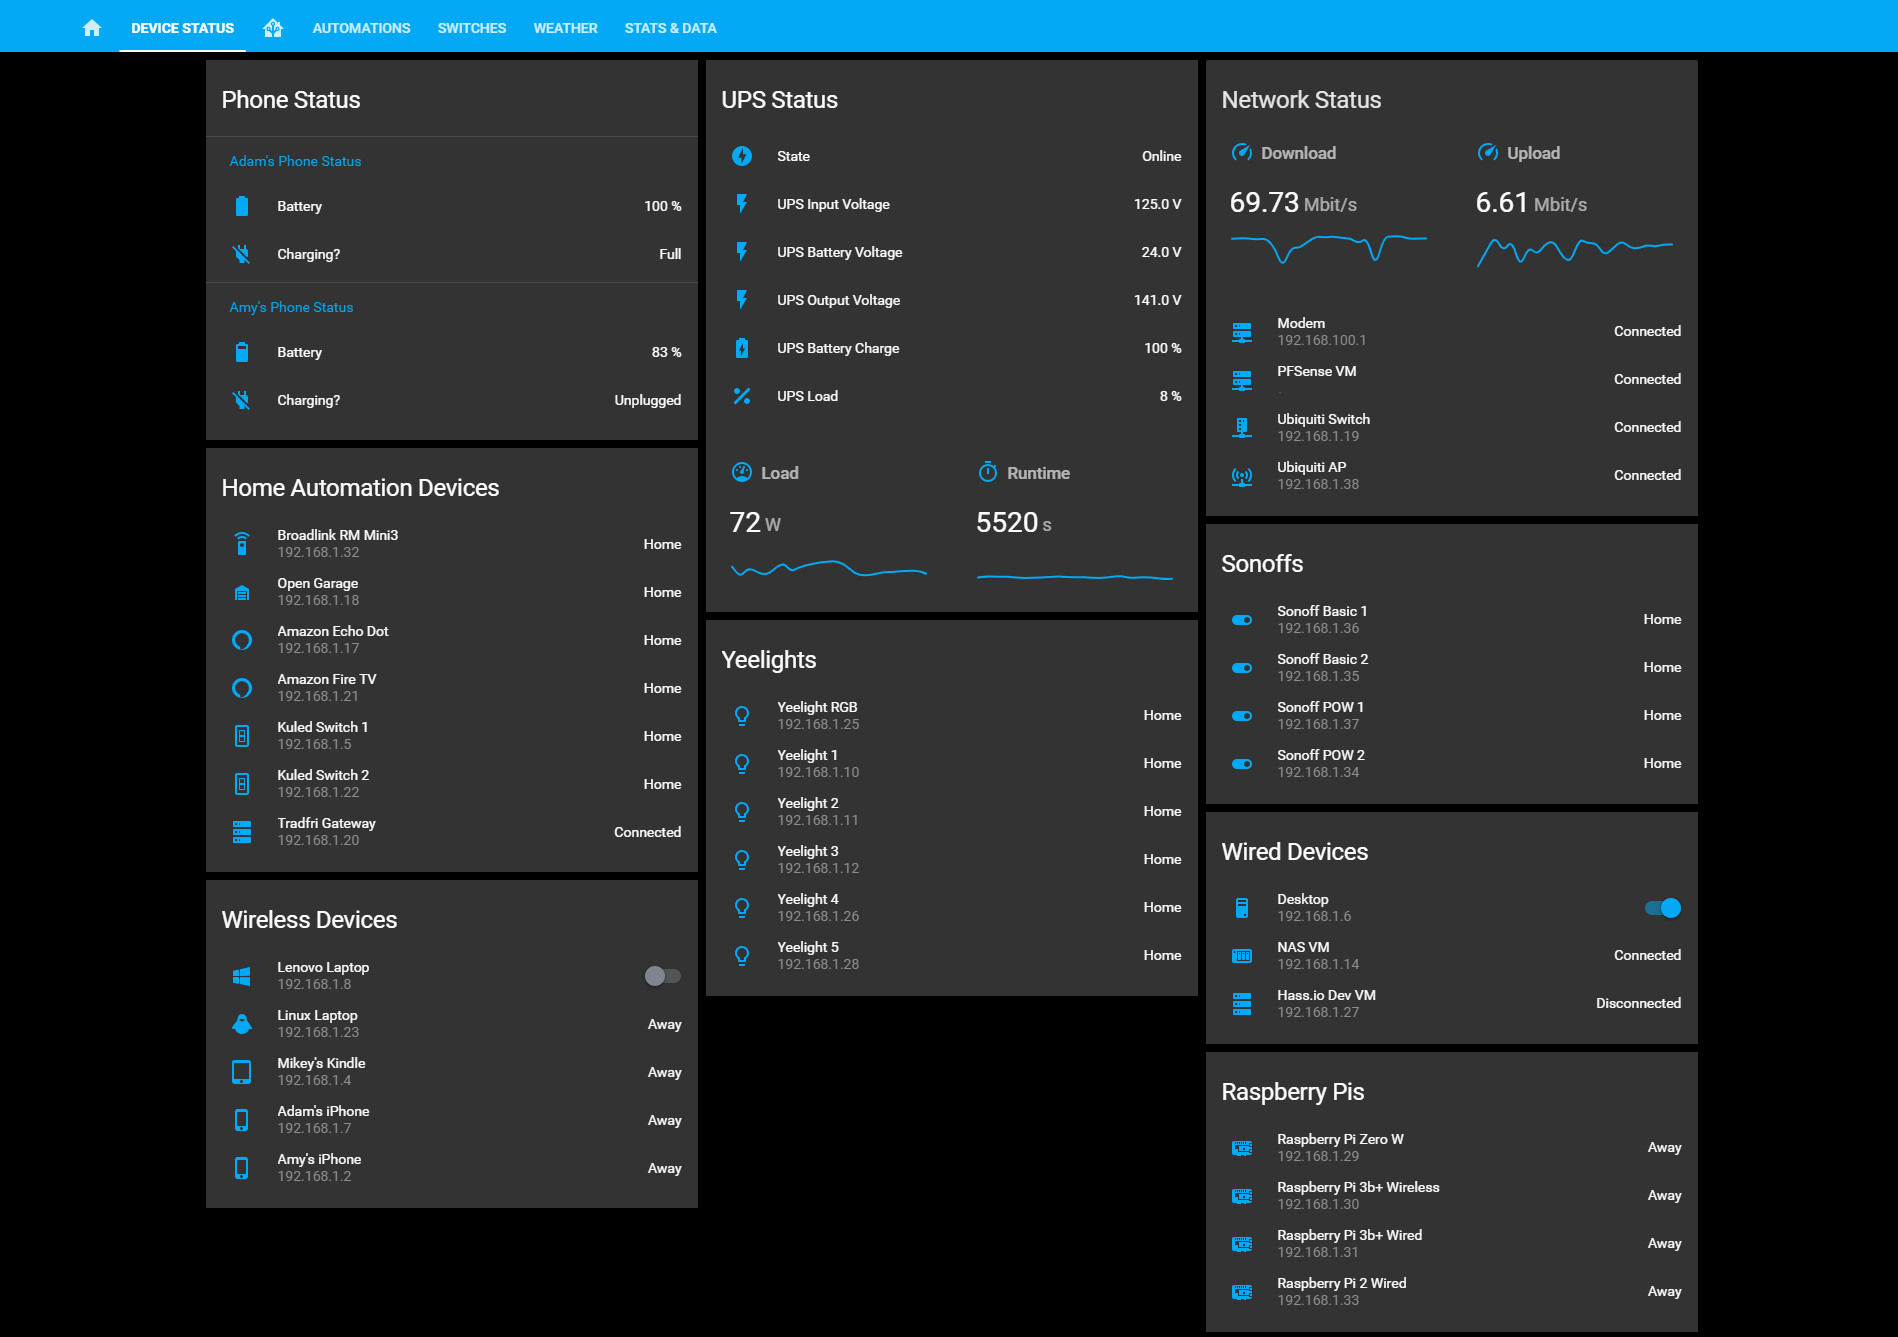 DEVICE STATUS
AUTOMATIONS
SWITCHES
WEATHER
STATS & DATA
Phone Status
Adam's Phone Status
Battery
100 %
Charging?
Full
Amy's Phone Status
Battery
83 %
Charging?
Unplugged
Home Automation Devices
Broadlink RM Mini3
192.168.1.32
Home
Open Garage
192.168.1.18
Home
Amazon Echo Dot
192.168.1.17
Home
Amazon Fire TV
192.168.1.21
Home
Kuled Switch 1
192.168.1.5
Home
Kuled Switch 2
192.168.1.22
Home
Tradfri Gateway
192.168.1.20
Connected
Wireless Devices
Lenovo Laptop
192.168.1.8
Linux Laptop
192.168.1.23
Away
Mikey's Kindle
192.168.1.4
Away
Adam's iPhone
192.168.1.7
Away
Amy's iPhone
192.168.1.2
Away
UPS Status
State
Online
UPS Input Voltage
125.0 V
UPS Battery Voltage
24.0 V
UPS Output Voltage
141.0 V
UPS Battery Charge
100 %
UPS Load
8 %
Load
72 W
Runtime
5520 s
Yeelights
Yeelight RGB
192.168.1.25
Home
Yeelight 1
192.168.1.10
Home
Yeelight 2
192.168.1.11
Home
Yeelight 3
192.168.1.12
Home
Yeelight 4
192.168.1.26
Home
Yeelight 5
192.168.1.28
Home
Network Status
Download
69.73 Mbit/s
Upload
6.61 Mbit/s
Modem
192.168.100.1
Connected
PFSense VM
Connected
Ubiquiti Switch
192.168.1.19
Connected
Ubiquiti AP
192.168.1.38
Connected
Sonoffs
Sonoff Basic 1
192.168.1.36
Home
Sonoff Basic 2
192.168.1.35
Home
Sonoff POW 1
192.168.1.37
Home
Sonoff POW 2
192.168.1.34
Home
Wired Devices
Desktop
192.168.1.6
NAS VM
192.168.1.14
Connected
Hass.io Dev VM
192.168.1.27
Disconnected
Raspberry Pis
Raspberry Pi Zero W
192.168.1.29
Away
Raspberry Pi 3b+ Wireless
192.168.1.30
Away
Raspberry Pi 3b+ Wired
192.168.1.31
Away
Raspberry Pi 2 Wired
192.168.1.33
Away